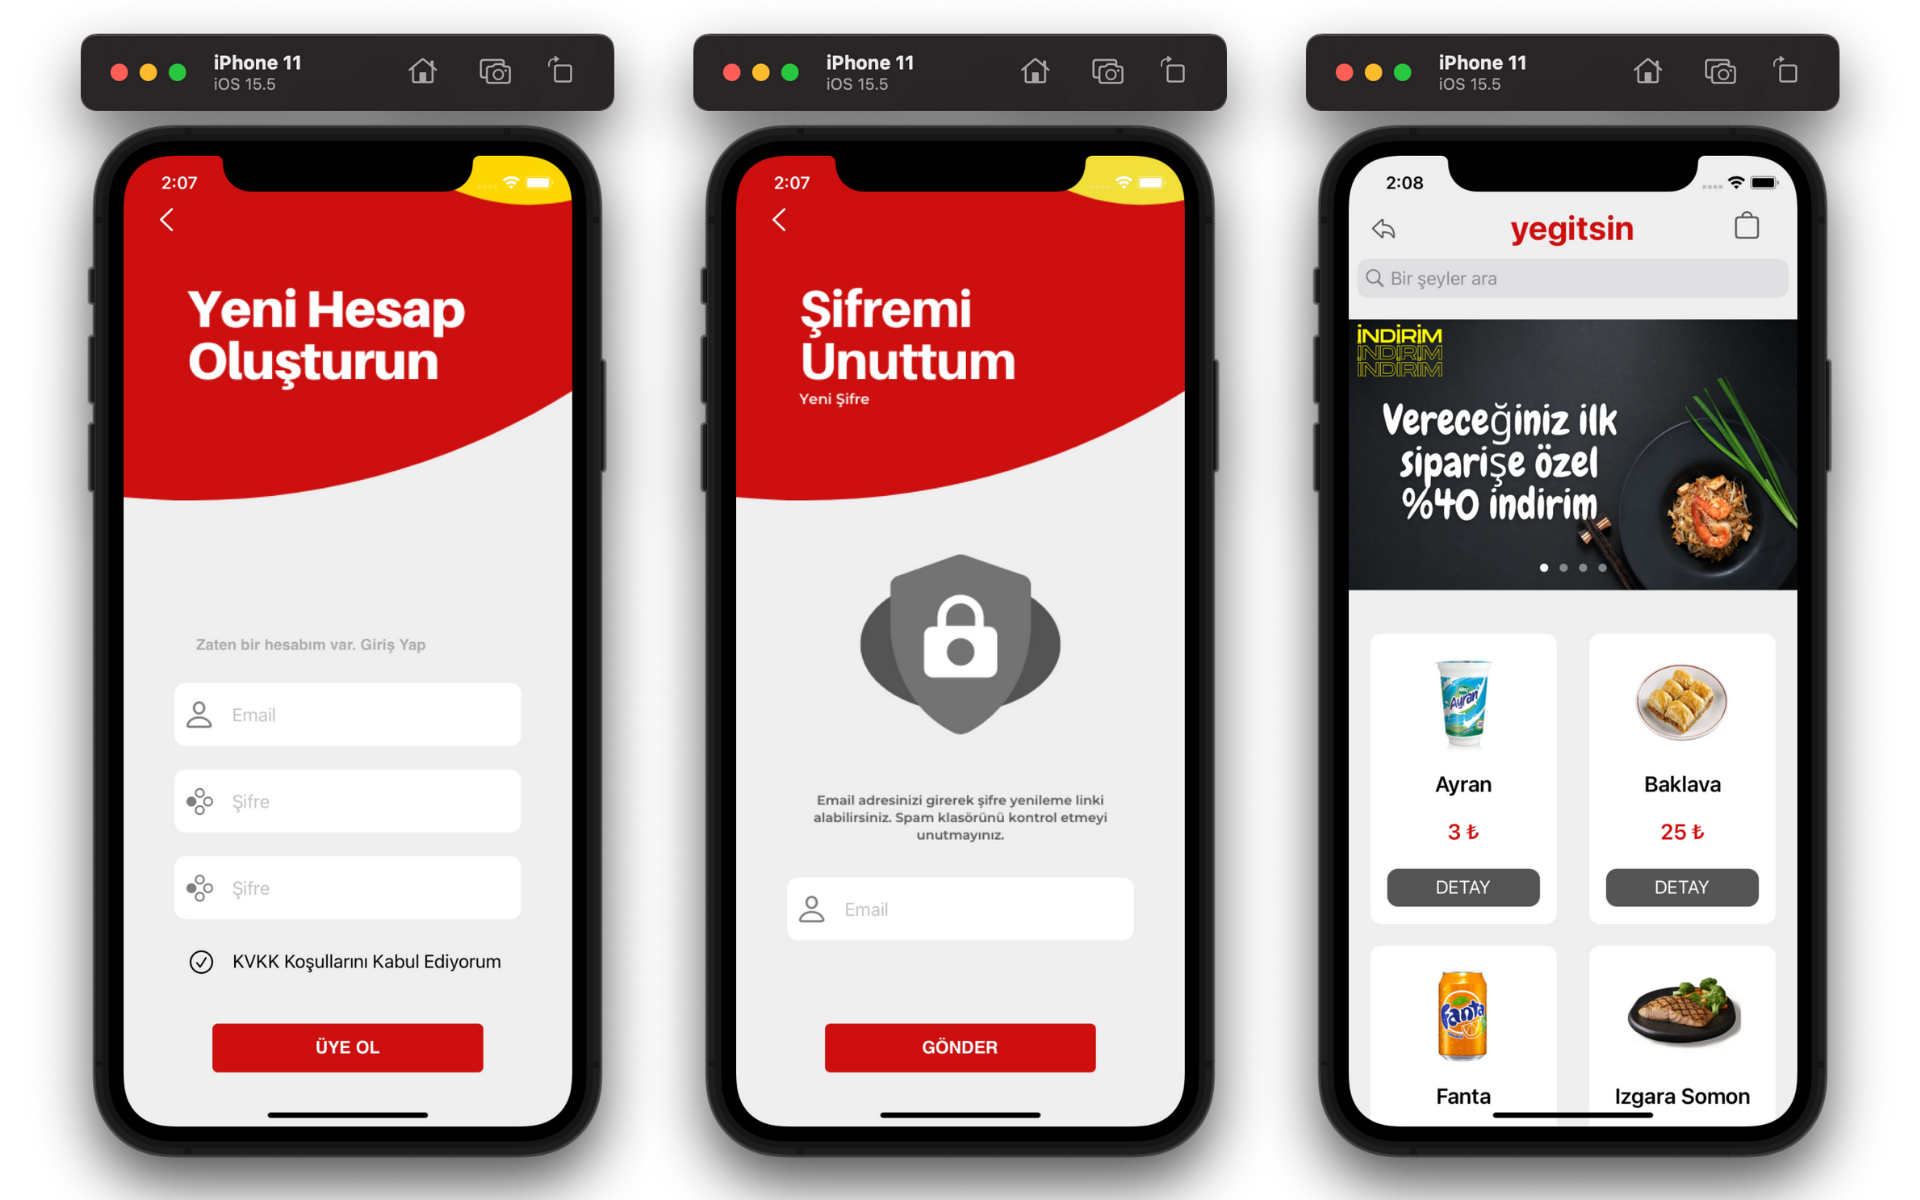 iPhone 11
iOS 15.5
2:07
Yeni Hesap
Oluşturun
Zaten bir hesabım var. Giriş Yap
Email
Şifre
Şifre
KVKK Koşullarını Kabul Ediyorum
ÜYE OL
iPhone 11
iOS 15.5
2:07
Şifremi
Unuttum
Yeni Şifre
Email adresinizi girerek şifre yenileme linki
alabilirsiniz. Spam klasörünü kontrol etmeyi
unutmayınız.
Email
GÖNDER
iPhone 11
iOS 15.5
2:08
yegitsin
Bir şeyler ara
İNDİRİM
İNDİRİM
İNDİRİM
Vereceğiniz ilk
siparişe özel
%40 indirim
Ayran
Ayran
3 ₺
DETAY
Baklava
25 ₺
DETAY
Fanta
Fanta
Izgara Somon